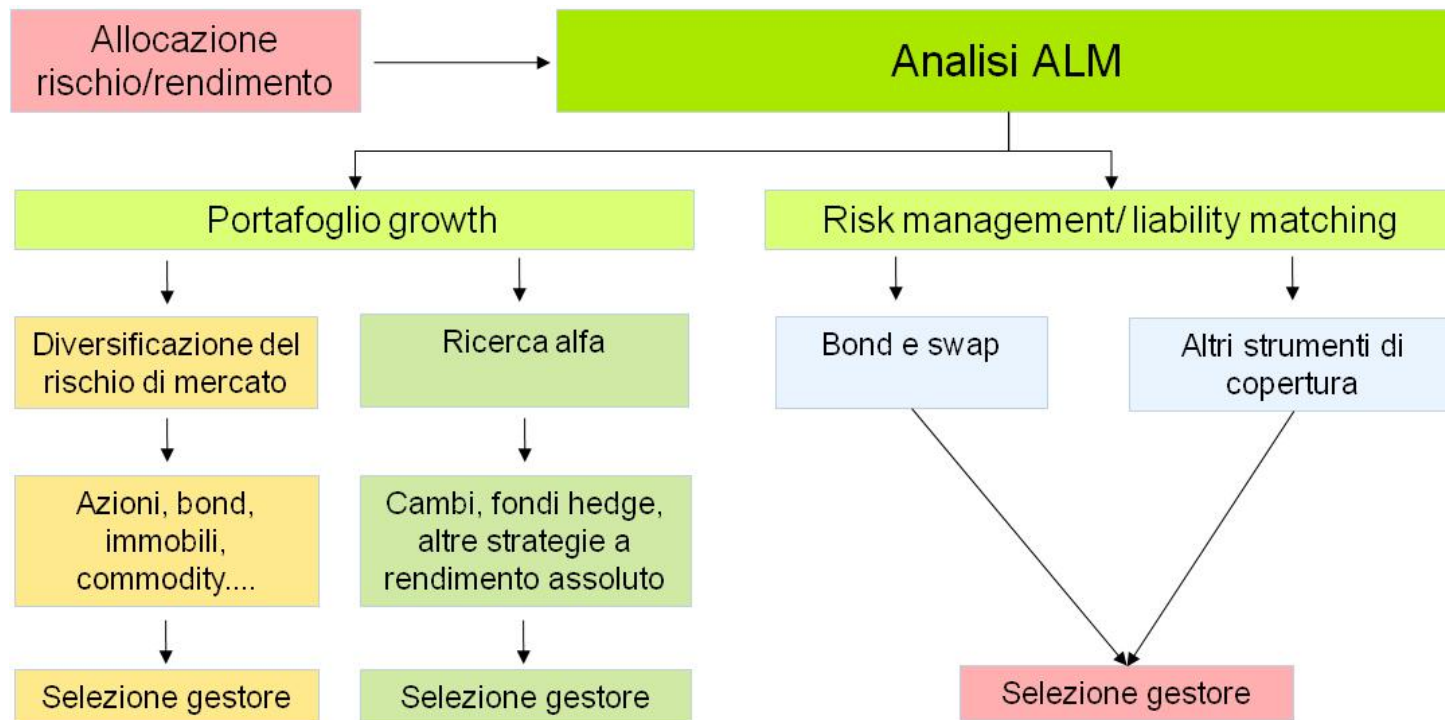 Allocazione
rischio/rendimento
Analisi ALM
Portafoglio growth
Risk management/ liability matching
Diversificazione del
rischio di mercato
Ricerca alfa
Bond e swap
Altri strumenti di
copertura
Azioni, bond,
immobili,
commodity....
Cambi, fondi hedge,
altre strategie a
rendimento assoluto
Selezione gestore
Selezione gestore
Selezione gestore